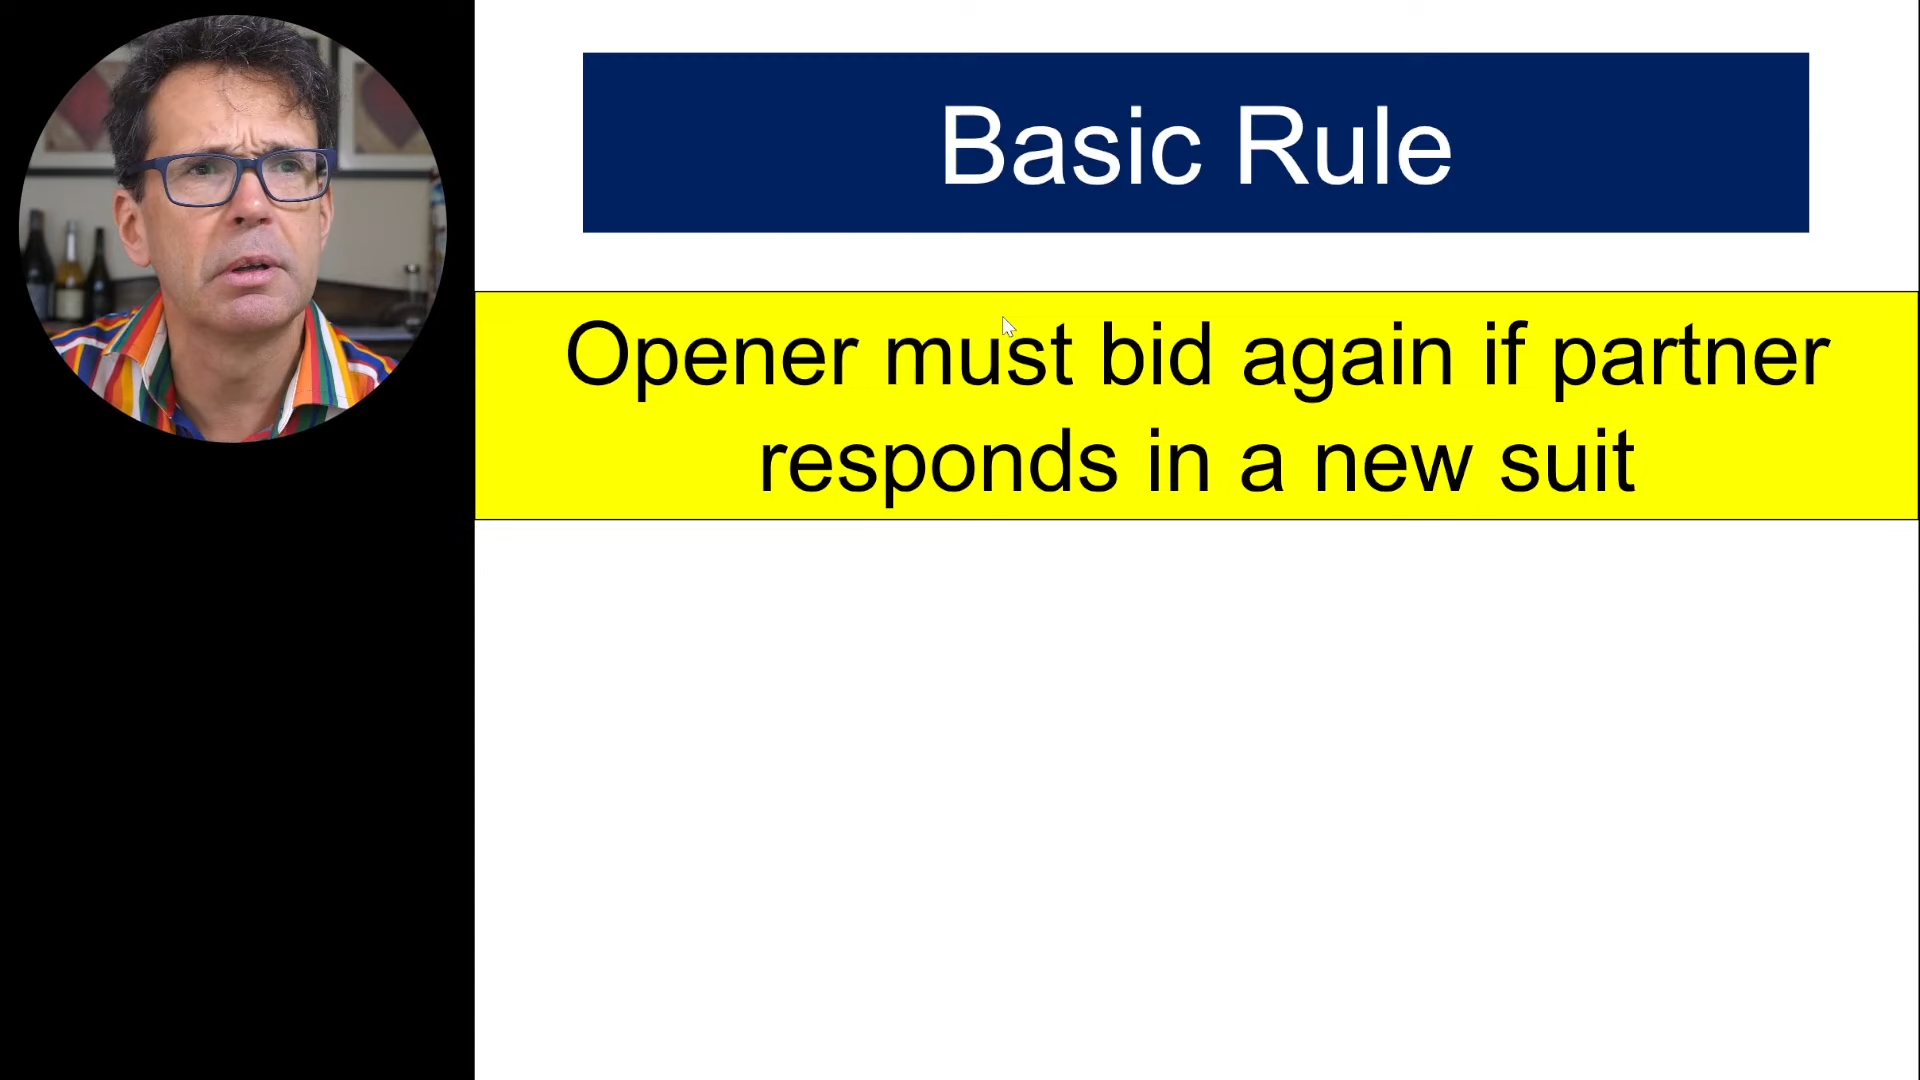 Basic Rule
Opener must bid again if partner
responds in a new suit